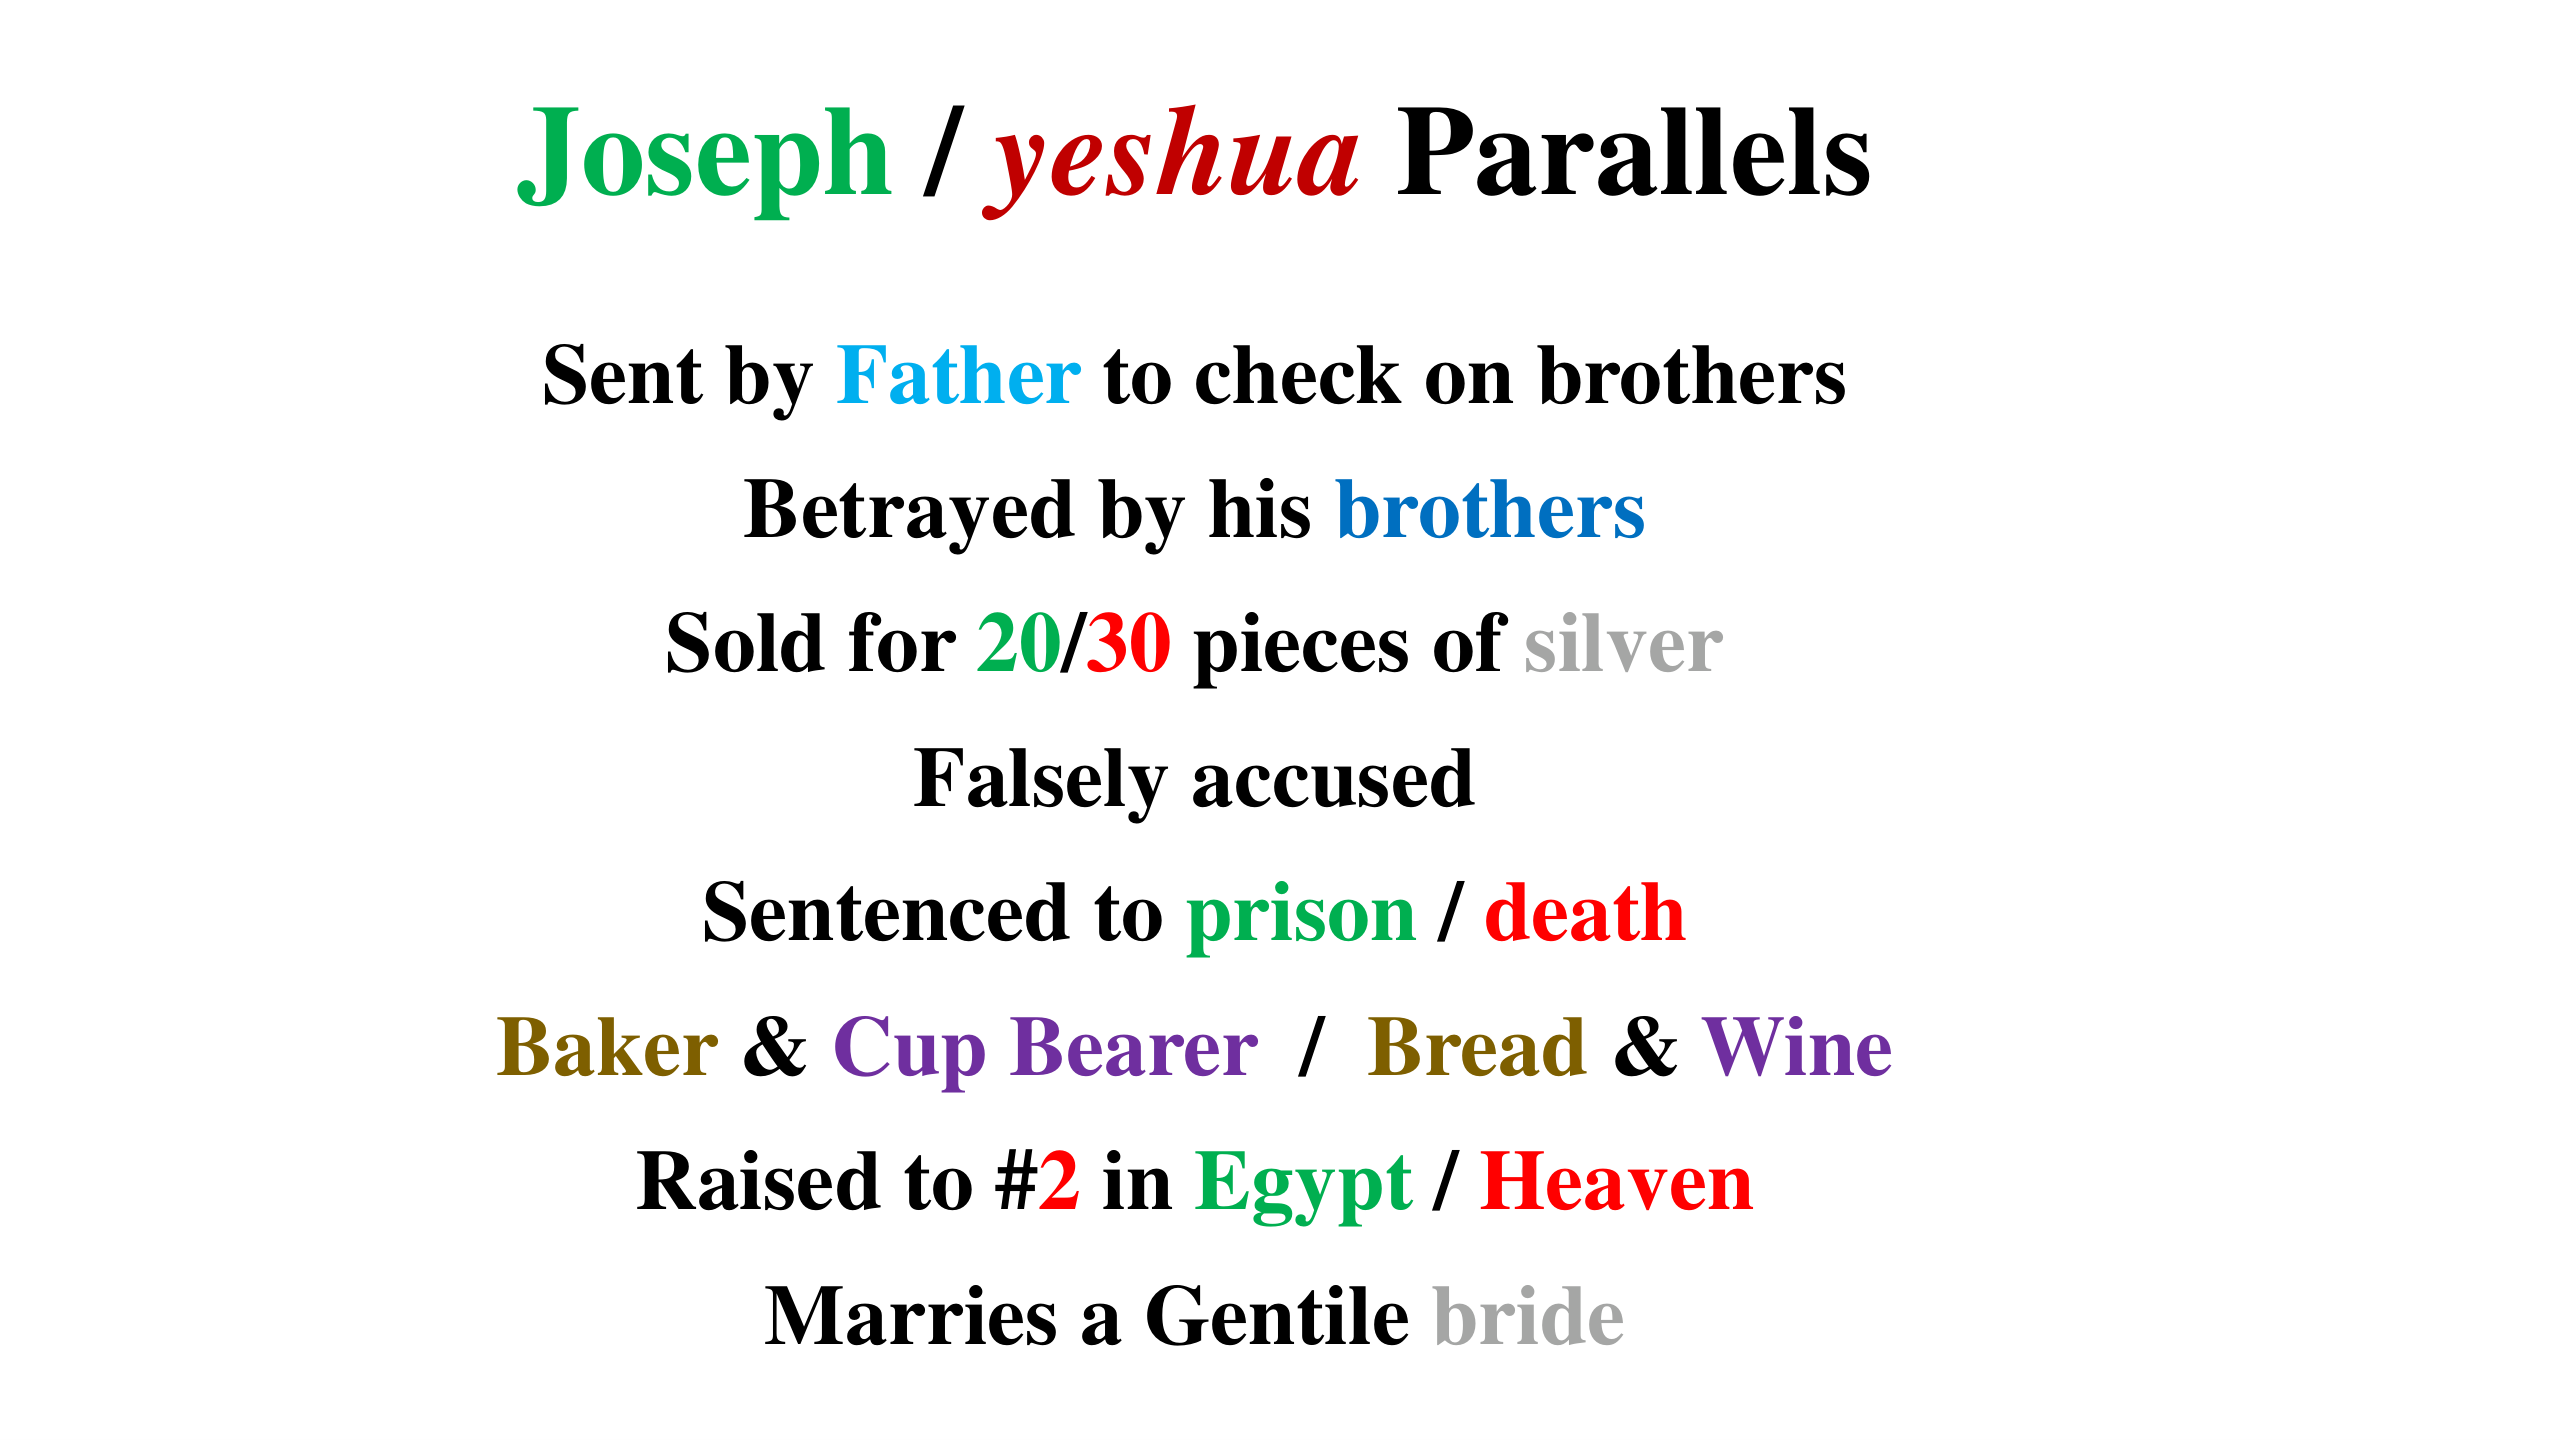 Joseph / yeshua Parallels
Sent by Father to check on brothers
Betrayed by his brothers
Sold for 20/30 pieces of silver
Falsely accused
Sentenced to prison / death
Baker & Cup Bearer / Bread & Wine
Raised to #2 in Egypt / Heaven
Marries a Gentile bride